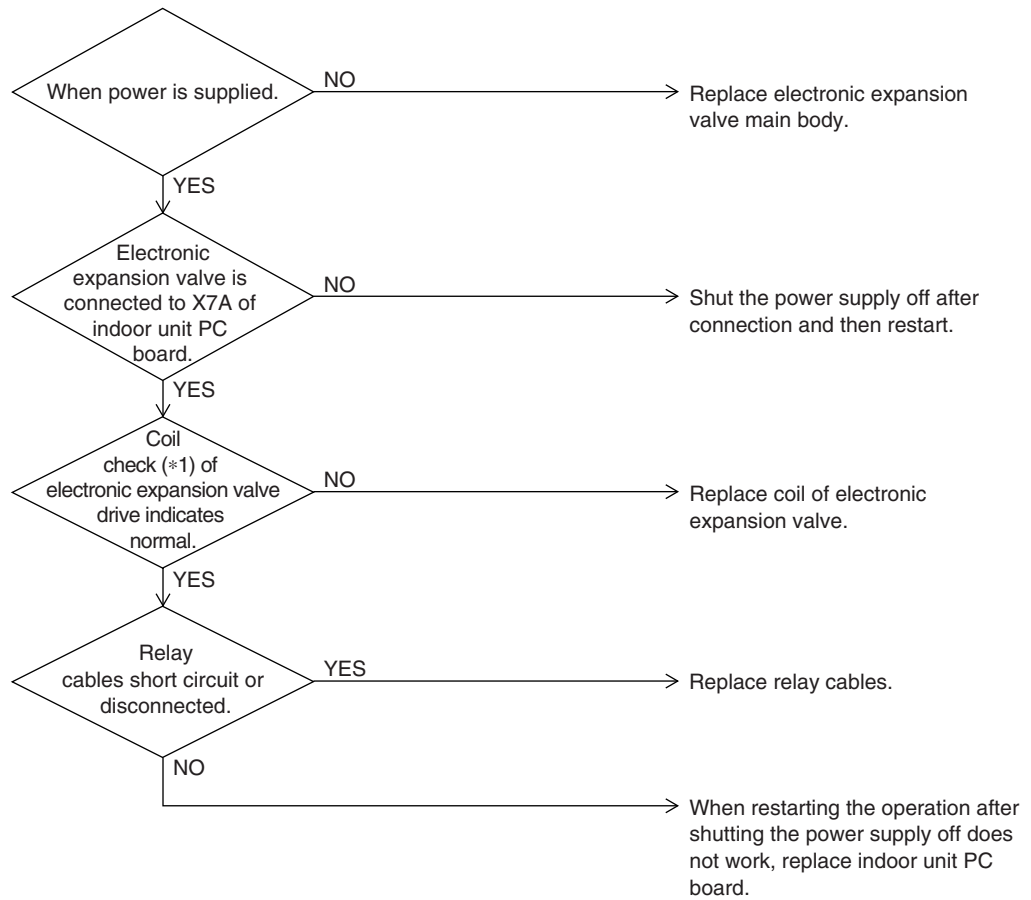 When power is supplied.
NO
Replace electronic expansion
valve main body.
YES
Electronic
expansion valve is
connected to X7A of
indoor unit PC
board.
NO
Shut the power supply off after
connection and then restart.
YES
Coil
check (*1) of
electronic expansion valve
drive indicates
normal.
NO
Replace coil of electronic
expansion valve.
YES
Relay
cables short circuit or
disconnected.
YES
Replace relay cables.
NO
When restarting the operation after
shutting the power supply off does
not work, replace indoor unit PC
board.